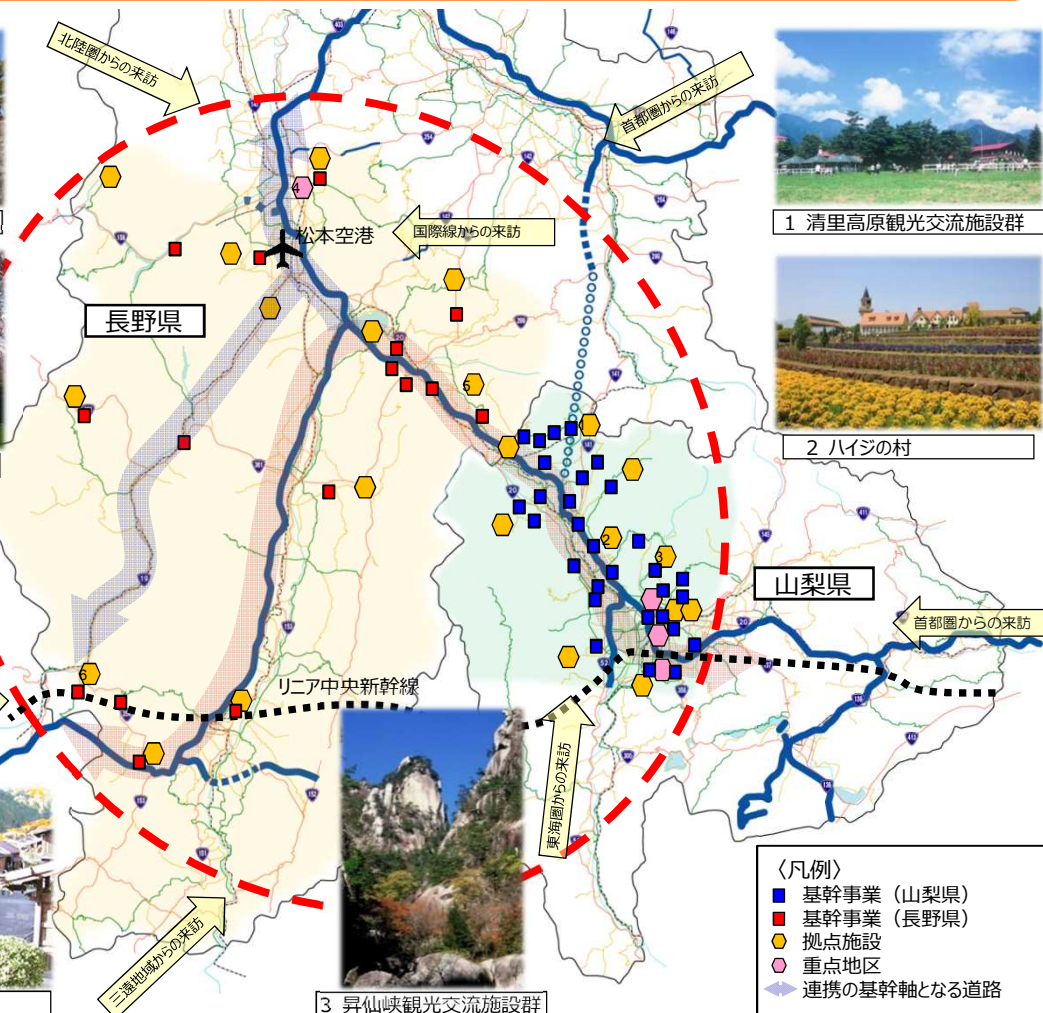 北陸圏からの来訪
首都圏からの来訪
1 清里高原観光交流施設群
4
松本空港
国際線からの来訪
長野県
2 ハイジの村
5
2
3
山梨県
首都圏からの来訪
6
リニア中央新幹線
東海圏からの来訪
三遠地域からの来訪
3 昇仙峡観光交流施設群
〈凡例〉
基幹事業（山梨県）
基幹事業（長野県）
拠点施設
重点地区
連携の基幹軸となる道路